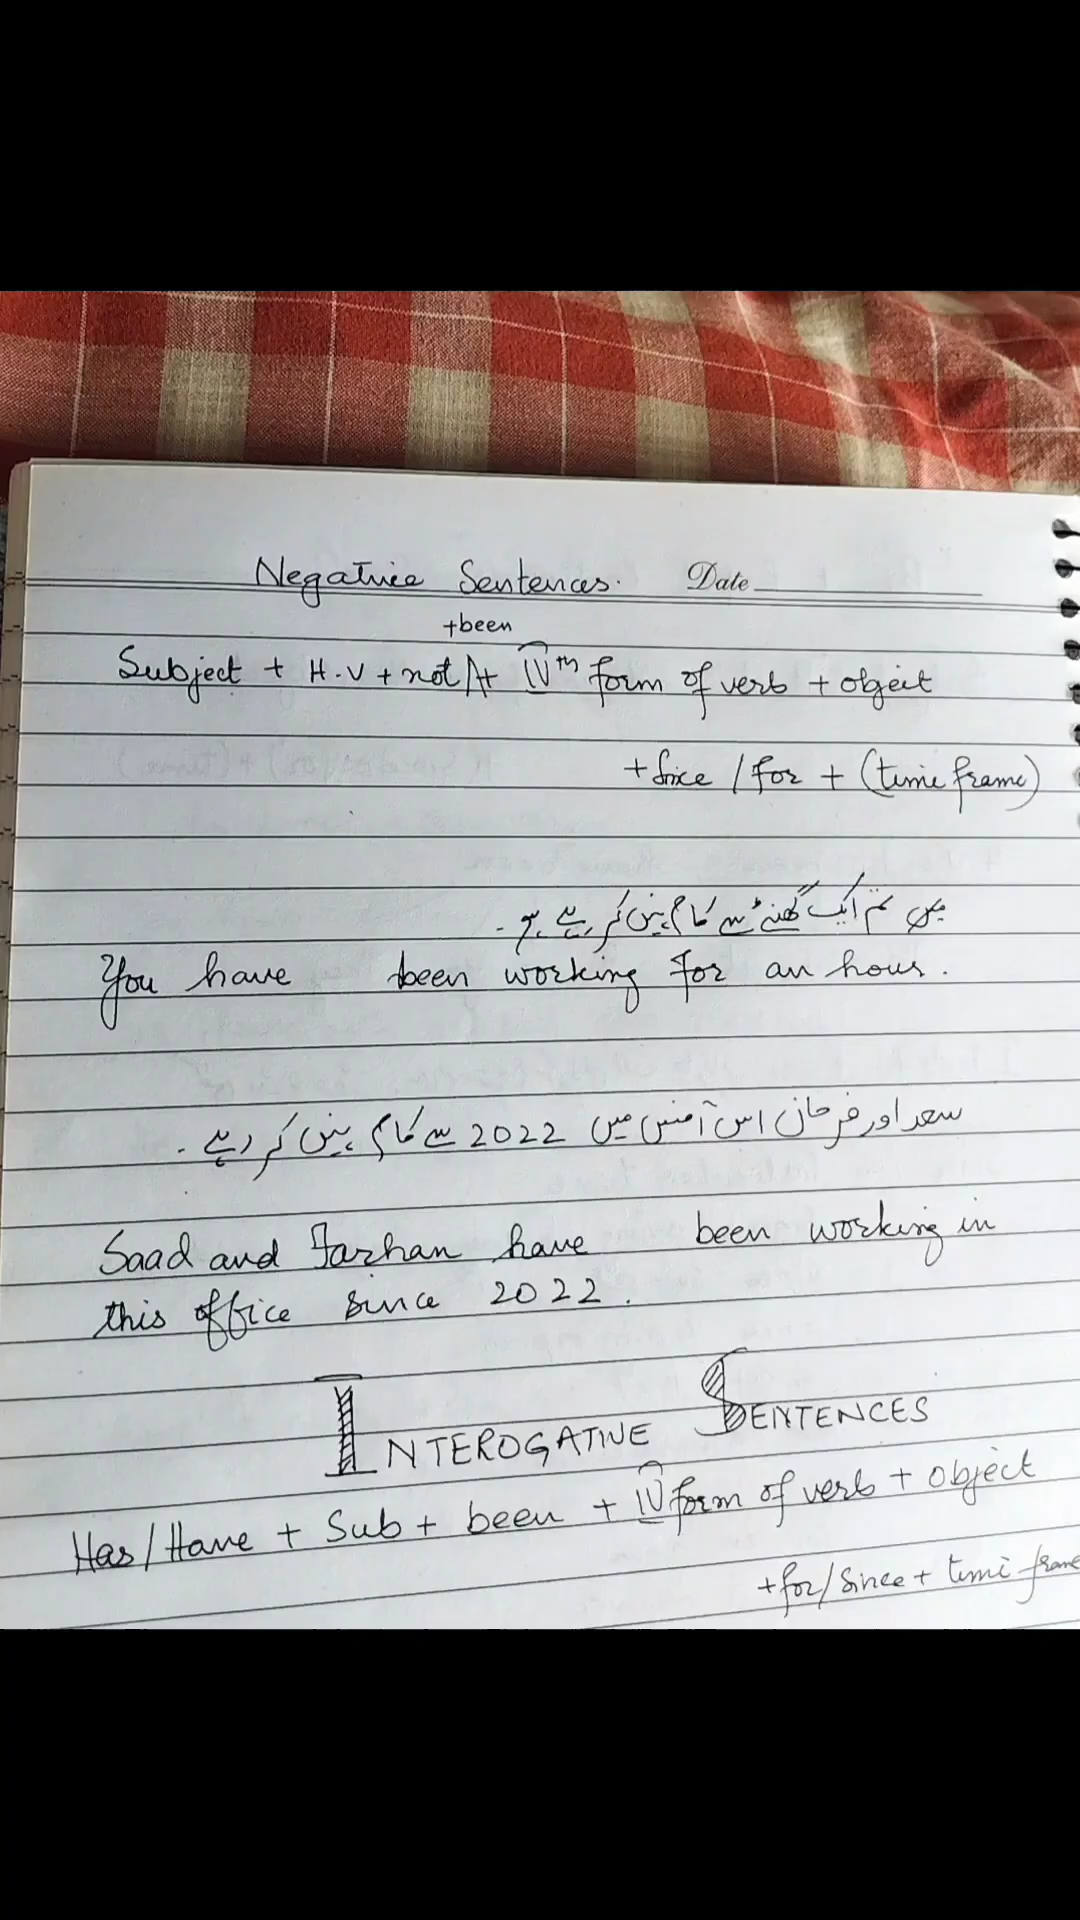 Negative Sentences. Date
+been
Subject + H.V + not + IVth form of verb + object
+ Since / for + (time frame)
تم ایک گھنٹے سے کام نہیں کر رہے ہو۔
You have been working for an hour.
سعد اور فرحان اس آفس میں 2022 سے کام نہیں کر رہے۔
Saad and Farhan have been working in
this office since 2022.
INTEROGATIVE SENTENCES
Has/Have + Sub + been + IV form of verb + object
+ for/since + time frame